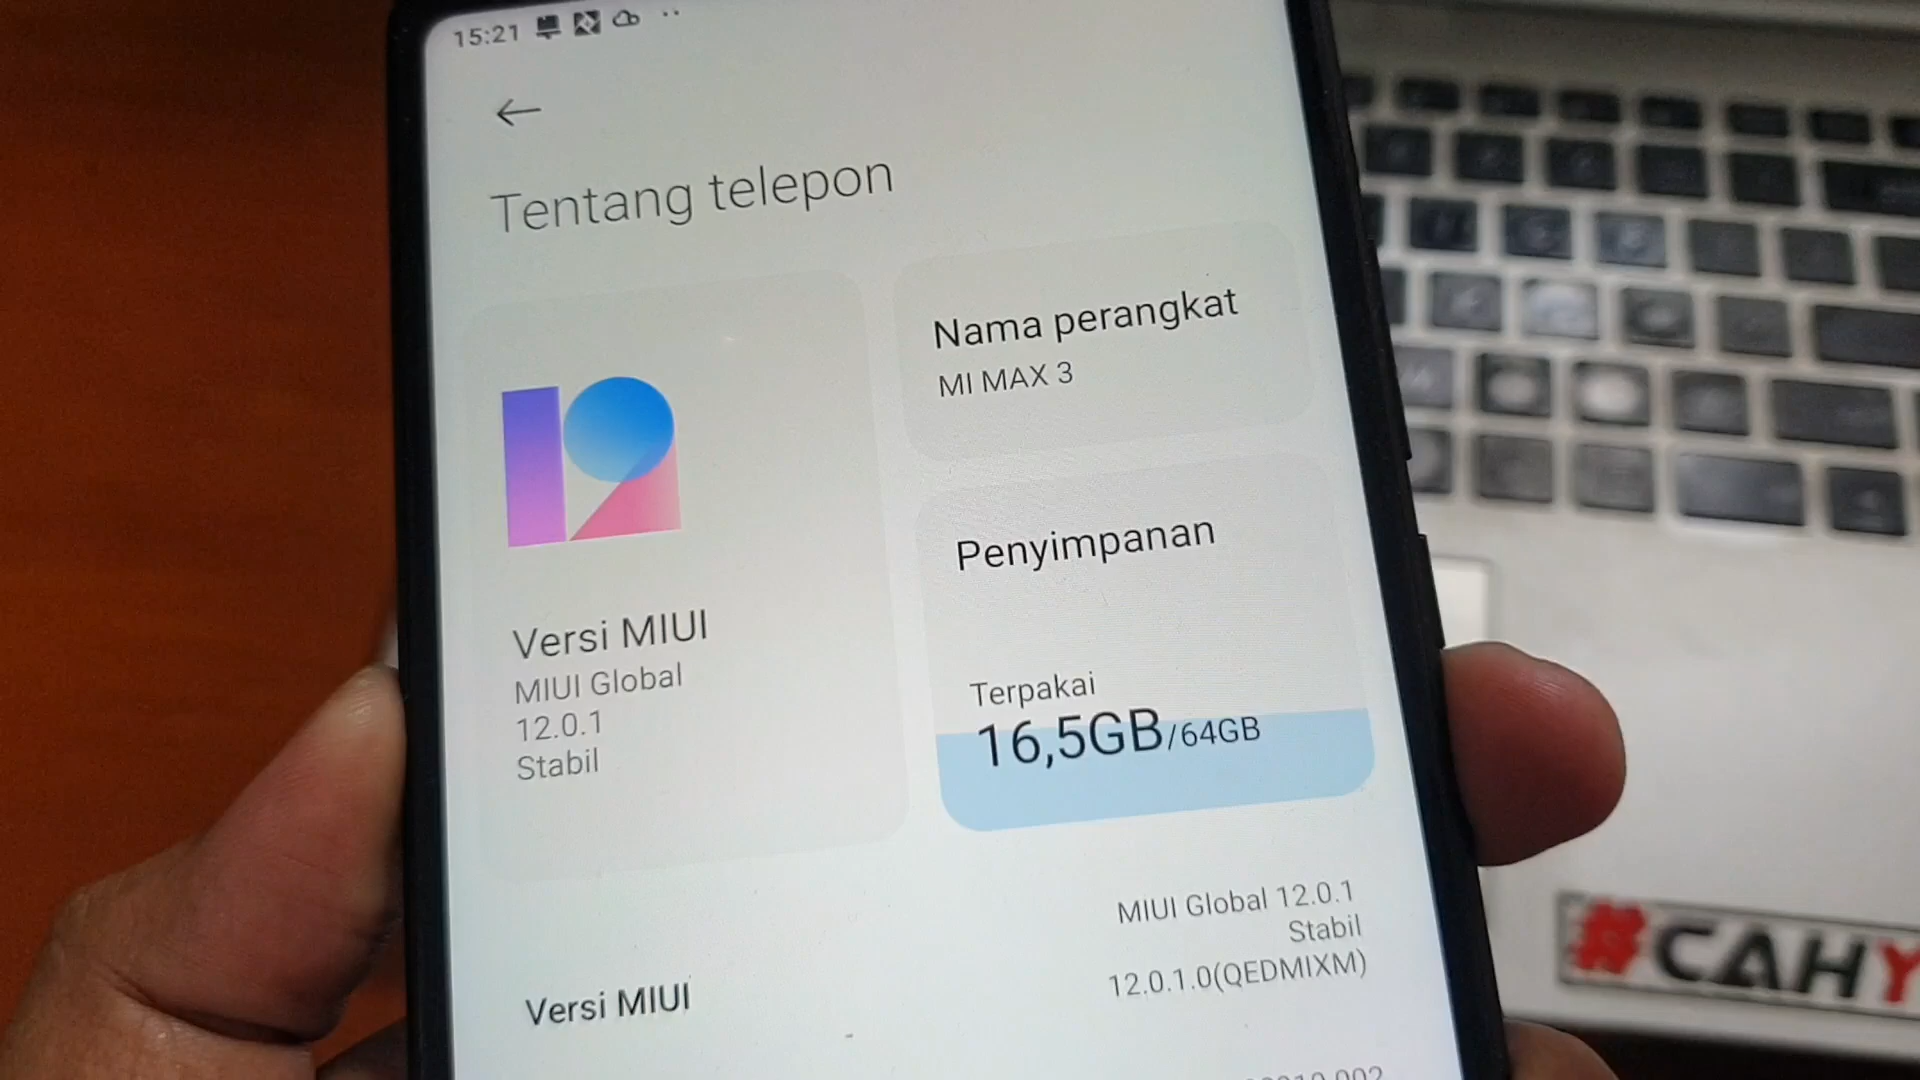 15:21
Tentang telepon
Nama perangkat
MI MAX 3
Versi MIUI
MIUI Global
12.0.1
Stabil
Penyimpanan
Terpakai
16,5GB/64GB
Versi MIUI
MIUI Global 12.0.1
Stabil
12.0.1.0(QEDMIXM)
#CAHY